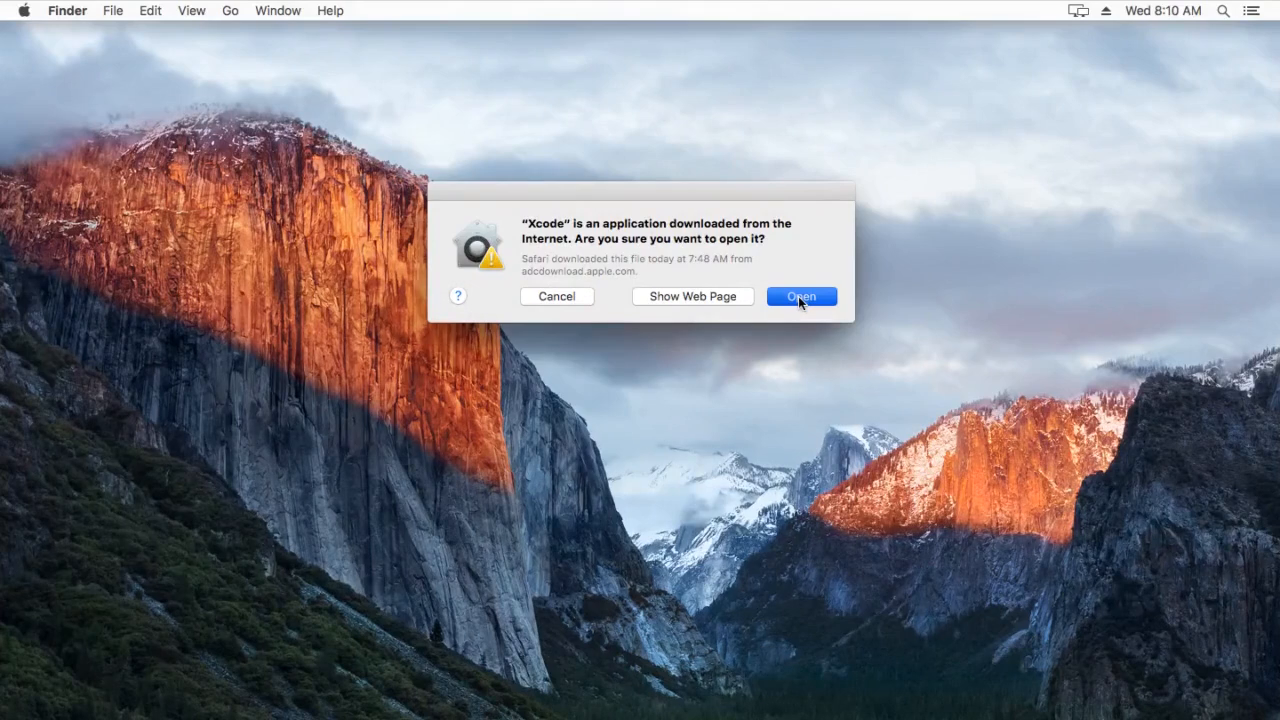 Finder File Edit View Go Window Help Wed 8:10 AM
“Xcode” is an application downloaded from the
Internet. Are you sure you want to open it?
Safari downloaded this file today at 7:48 AM from
adcdownload.apple.com.
? Cancel Show Web Page Open